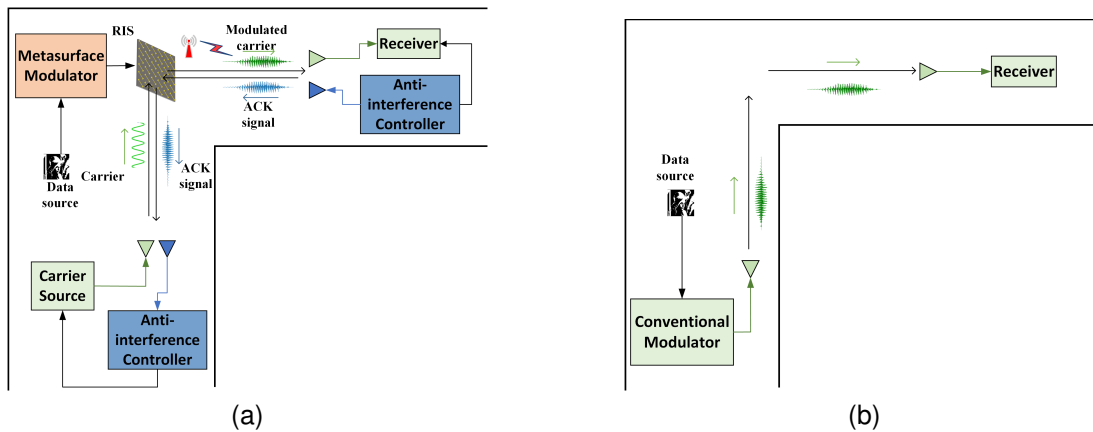 RIS
Metasurface
Modulator
Modulated
carrier
Receiver
ACK
signal
Anti-
interference
Controller
Data
source
Carrier
ACK
signal
Carrier
Source
Anti-
interference
Controller
(a)
Receiver
Data
source
Conventional
Modulator
(b)